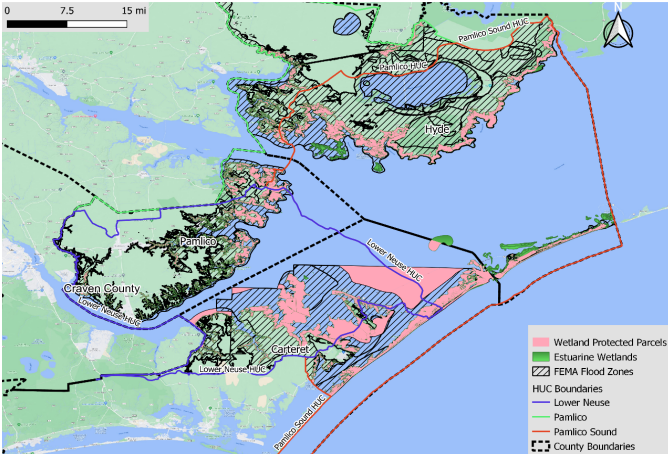 0 7.5 15 mi
Pamlico Sound HUC
Pamlico HUC
Hyde
Pamlico
Lower Neuse HUC
Craven County
Lower Neuse HUC
Carteret
Lower Neuse HUC
Pamlico Sound HUC
N
Wetland Protected Parcels
Estuarine Wetlands
FEMA Flood Zones
HUC Boundaries
Lower Neuse
Pamlico
Pamlico Sound
County Boundaries